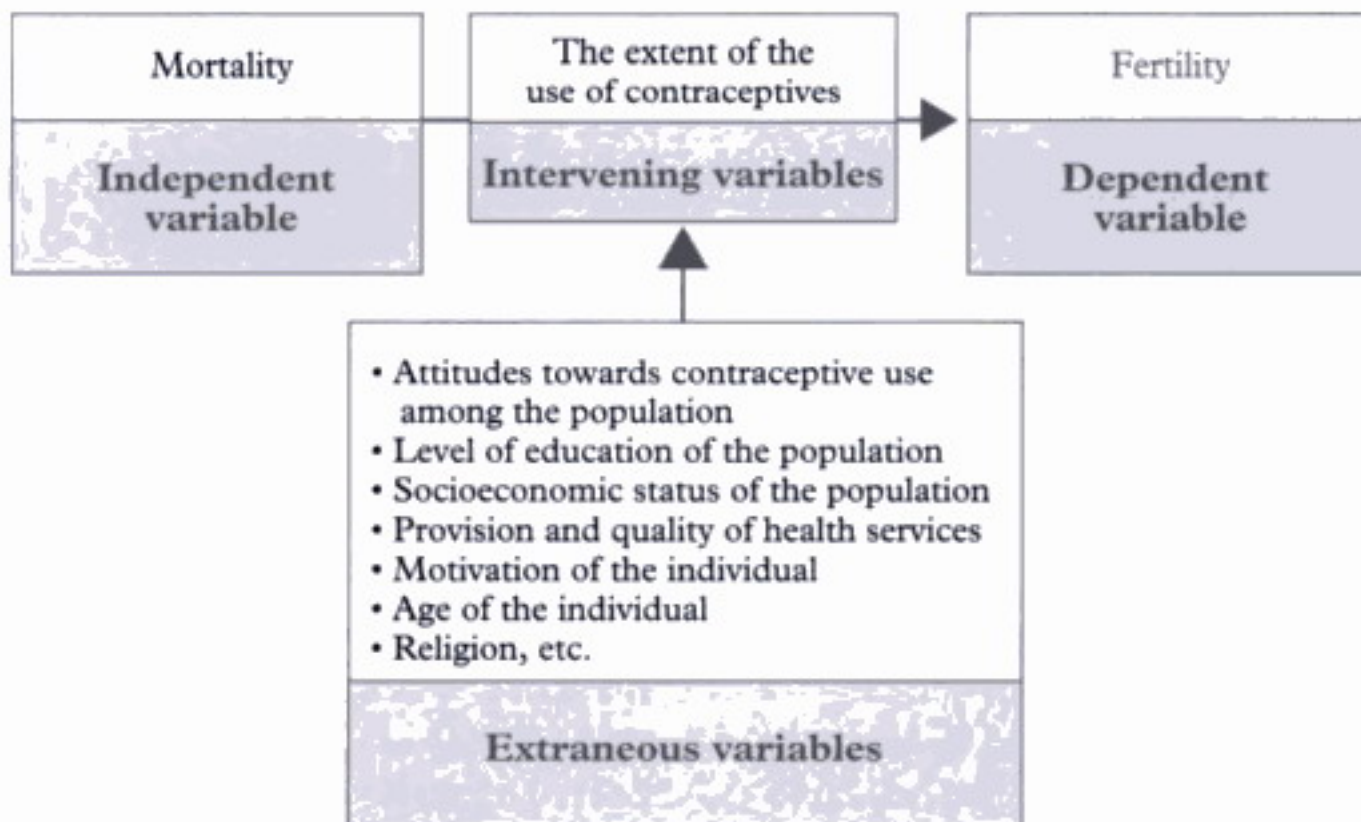 Mortality
Independent
variable
The extent of the
use of contraceptives
Intervening variables
Fertility
Dependent
variable
• Attitudes towards contraceptive use
among the population
• Level of education of the population
• Socioeconomic status of the population
• Provision and quality of health services
• Motivation of the individual
• Age of the individual
• Religion, etc.
Extraneous variables